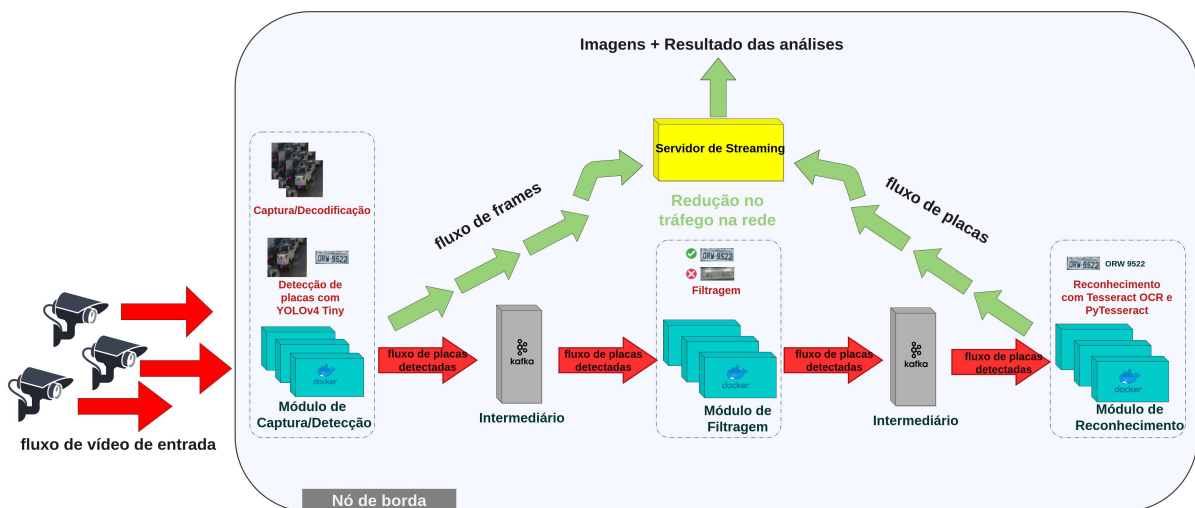 Imagens + Resultado das análises
Servidor de Streaming
Redução no
tráfego na rede
fluxo de frames
fluxo de placas
Captura/Decodificação
ORW-9522
Detecção de
placas com
YOLOv4 Tiny
docker
Módulo de
Captura/Detecção
fluxo de placas
detectadas
kafka
Intermediário
fluxo de placas
detectadas
ORW-9522
Filtragem
docker
Módulo de
Filtragem
fluxo de placas
detectadas
kafka
Intermediário
fluxo de placas
detectadas
ORW-9522
ORW 9522
Reconhecimento
com Tesseract OCR e
PyTesseract
docker
Módulo de
Reconhecimento
fluxo de vídeo de entrada
Nó de borda